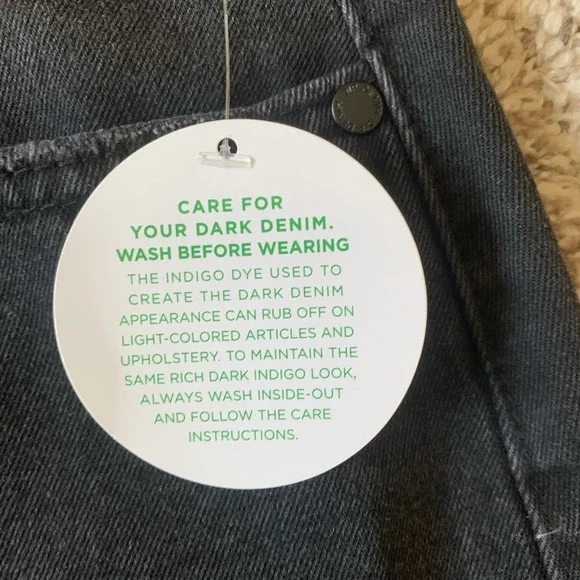 CARE FOR
YOUR DARK DENIM.
WASH BEFORE WEARING
THE INDIGO DYE USED TO
CREATE THE DARK DENIM
APPEARANCE CAN RUB OFF ON
LIGHT-COLORED ARTICLES AND
UPHOLSTERY. TO MAINTAIN THE
SAME RICH DARK INDIGO LOOK,
ALWAYS WASH INSIDE-OUT
AND FOLLOW THE CARE
INSTRUCTIONS.